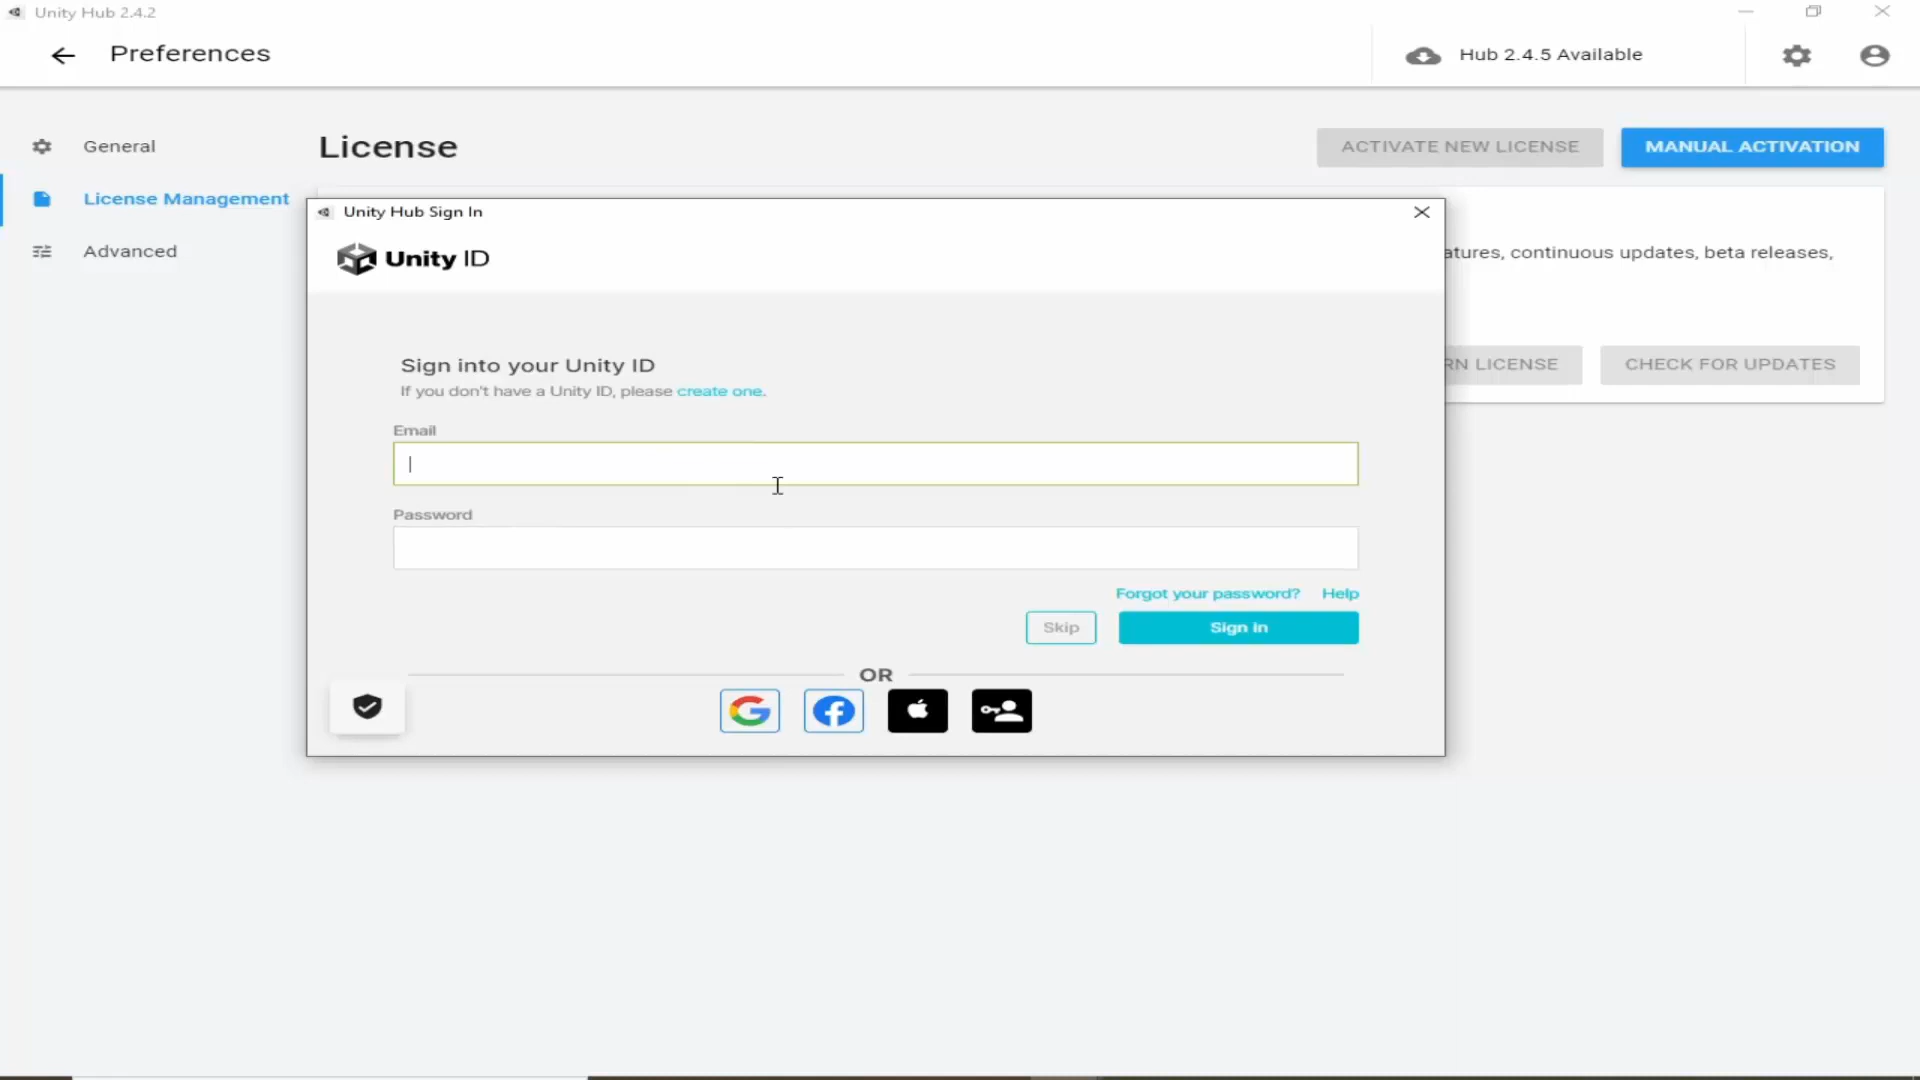 Unity Hub 2.4.2
Preferences
Hub 2.4.5 Available
General
License Management
Advanced
License
ACTIVATE NEW LICENSE
MANUAL ACTIVATION
atures, continuous updates, beta releases,
RN LICENSE
CHECK FOR UPDATES
Unity Hub Sign In
Unity ID
Sign into your Unity ID
If you don't have a Unity ID, please create one.
Email
Password
Forgot your password? Help
Skip
Sign in
OR